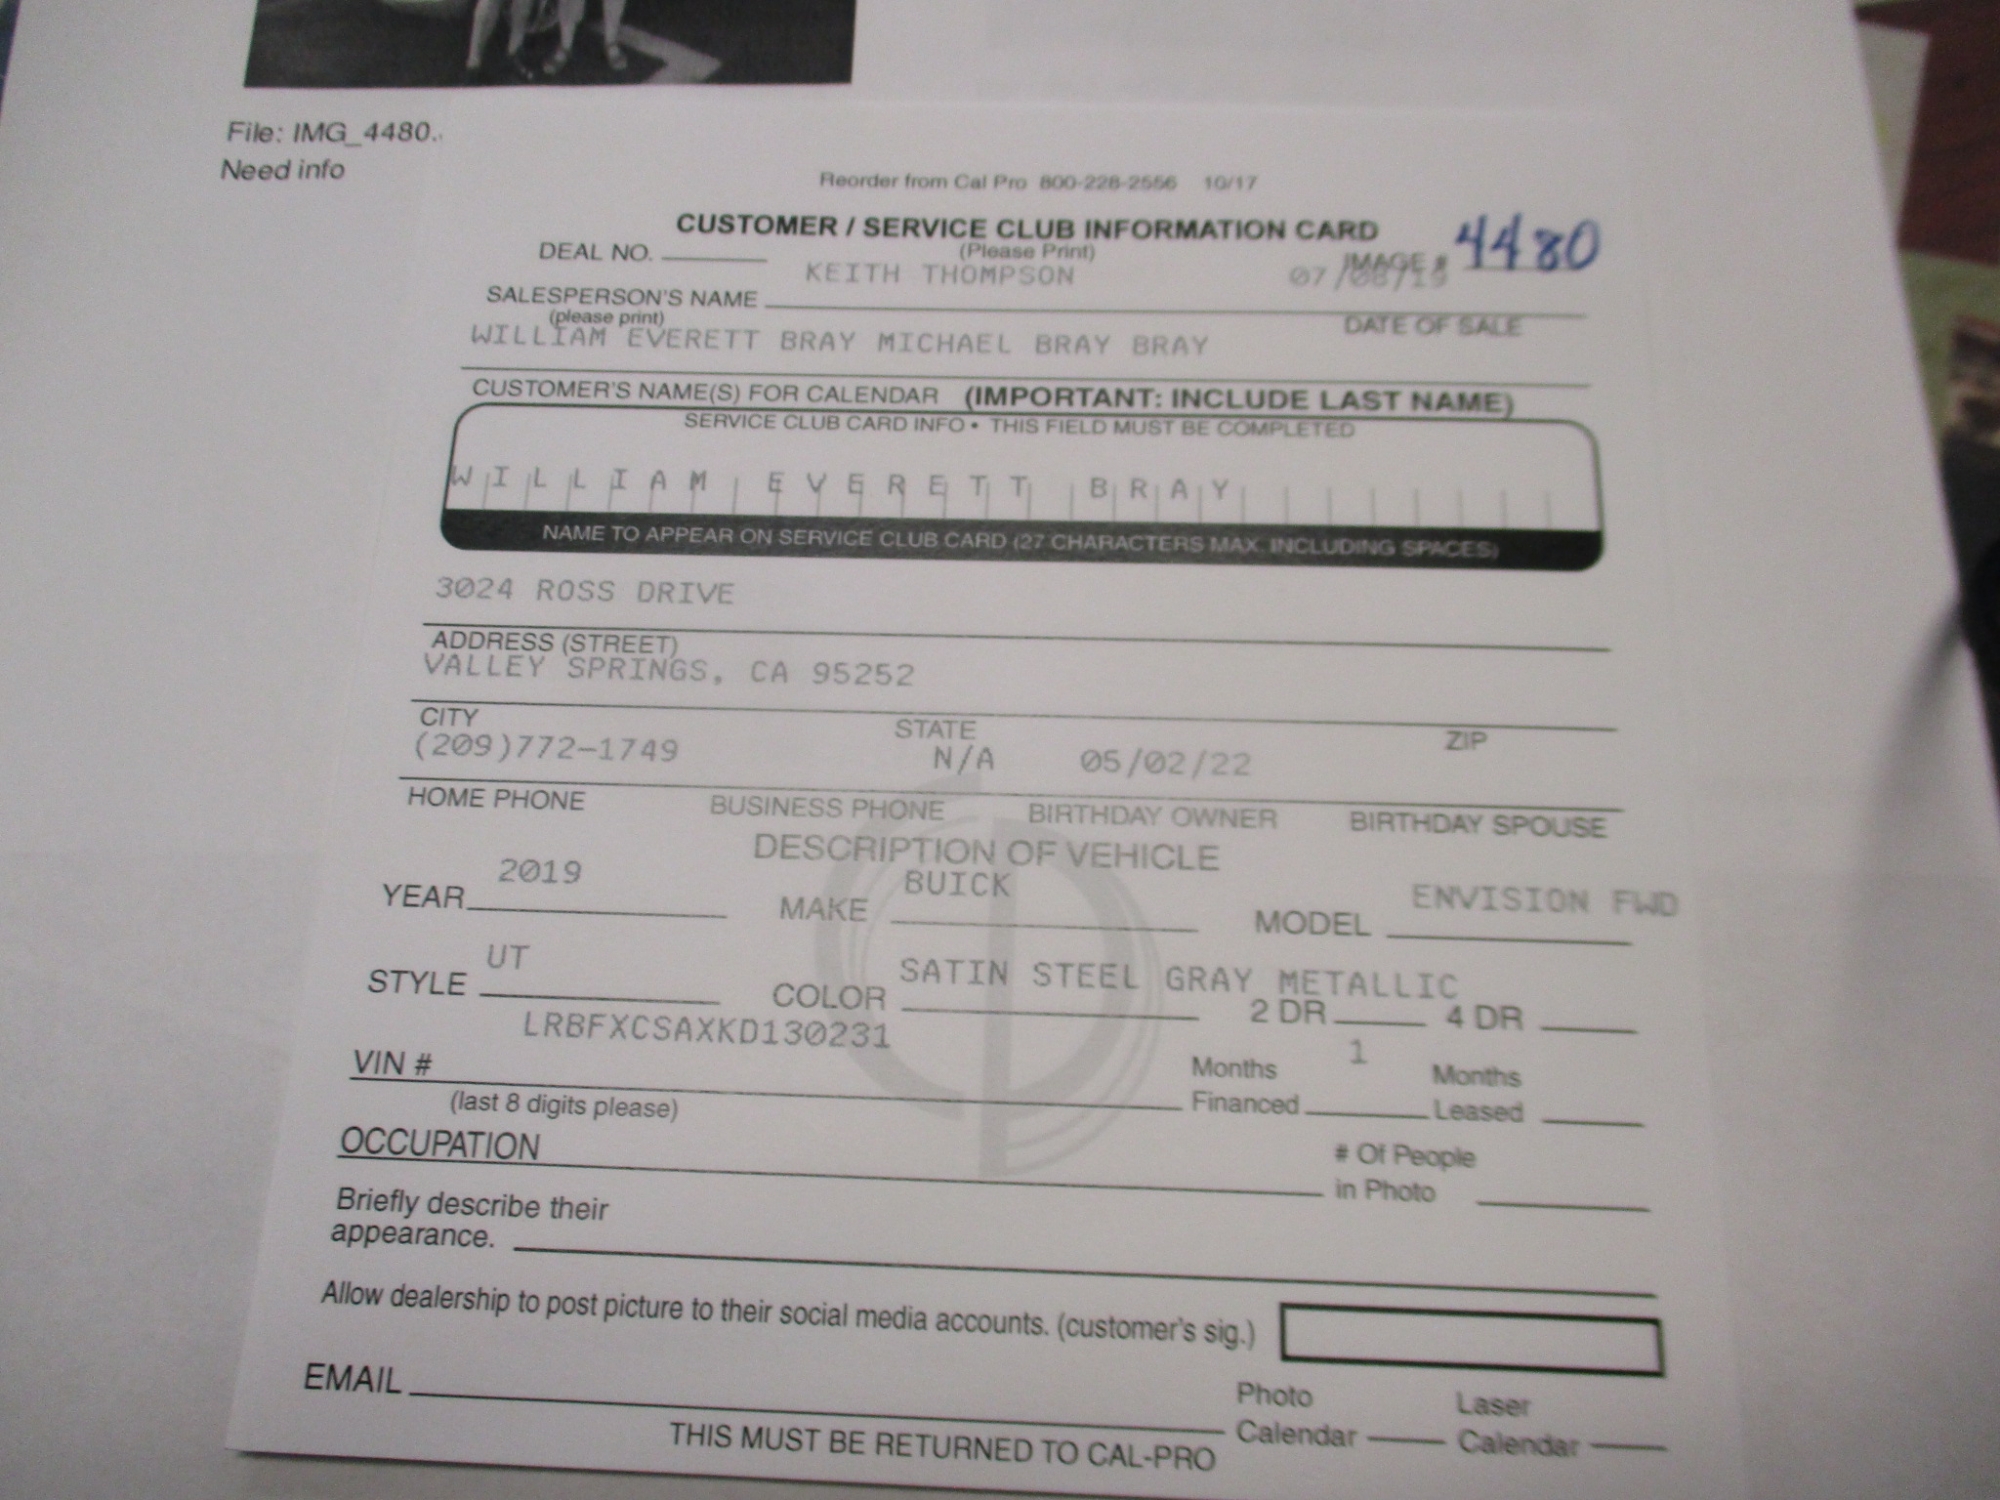 File: IMG_4480.
Need info
Reorder from Cal Pro 800-228-2556 10/17
CUSTOMER / SERVICE CLUB INFORMATION CARD
DEAL NO. (Please Print) IMAGE # 4480
KEITH THOMPSON 07/08/19
SALESPERSON'S NAME
(please print) DATE OF SALE
WILLIAM EVERETT BRAY MICHAEL BRAY BRAY
CUSTOMER'S NAME(S) FOR CALENDAR (IMPORTANT: INCLUDE LAST NAME)
SERVICE CLUB CARD INFO • THIS FIELD MUST BE COMPLETED
WILLIAM EVERETT BRAY
NAME TO APPEAR ON SERVICE CLUB CARD (27 CHARACTERS MAX. INCLUDING SPACES)
3024 ROSS DRIVE
ADDRESS (STREET)
VALLEY SPRINGS, CA 95252
CITY STATE ZIP
(209)772-1749 N/A 05/02/22
HOME PHONE BUSINESS PHONE BIRTHDAY OWNER BIRTHDAY SPOUSE
DESCRIPTION OF VEHICLE
YEAR 2019 MAKE BUICK MODEL ENVISION FWD
STYLE UT COLOR SATIN STEEL GRAY METALLIC 2 DR 4 DR
LRBFXCSAXKD130231
VIN # Months Financed 1 Months Leased
(last 8 digits please)
OCCUPATION # Of People in Photo
Briefly describe their
appearance.
Allow dealership to post picture to their social media accounts. (customer's sig.)
EMAIL Photo Calendar Laser Calendar
THIS MUST BE RETURNED TO CAL-PRO